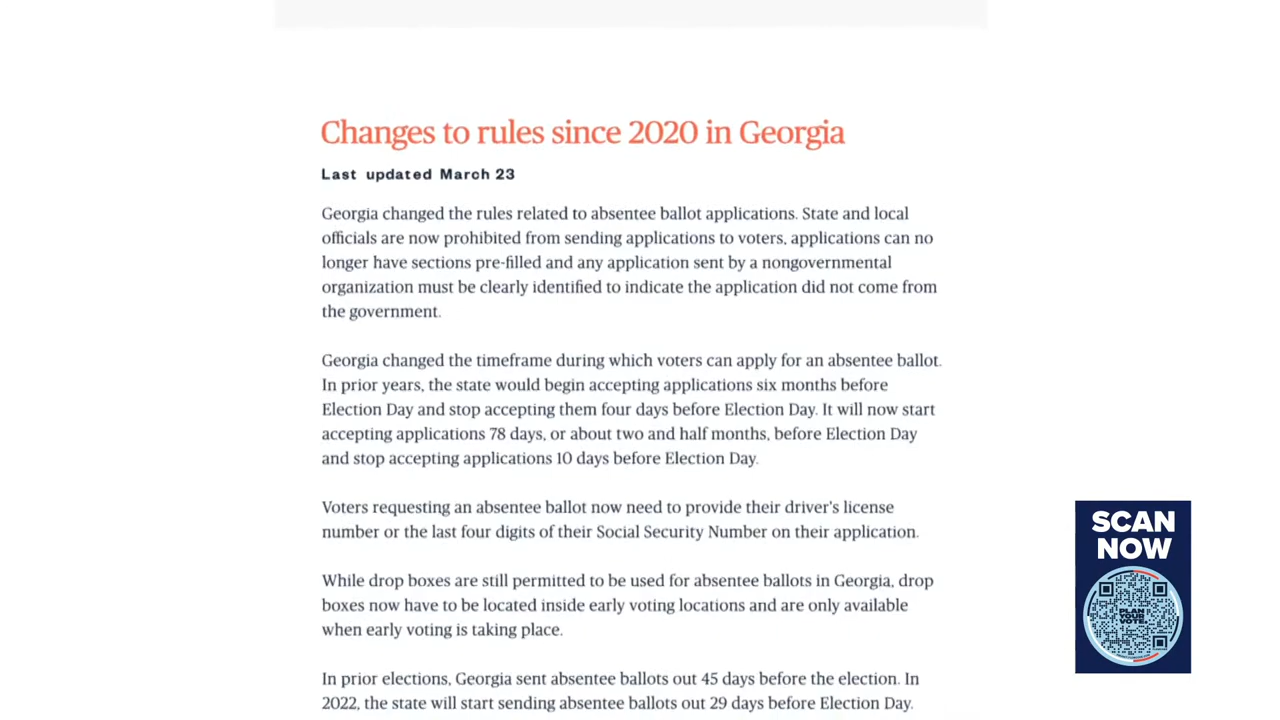 Changes to rules since 2020 in Georgia
Last updated March 23
Georgia changed the rules related to absentee ballot applications. State and local
officials are now prohibited from sending applications to voters, applications can no
longer have sections pre-filled and any application sent by a nongovernmental
organization must be clearly identified to indicate the application did not come from
the government.
Georgia changed the timeframe during which voters can apply for an absentee ballot.
In prior years, the state would begin accepting applications six months before
Election Day and stop accepting them four days before Election Day. It will now start
accepting applications 78 days, or about two and half months, before Election Day
and stop accepting applications 10 days before Election Day.
Voters requesting an absentee ballot now need to provide their driver's license
number or the last four digits of their Social Security Number on their application.
While drop boxes are still permitted to be used for absentee ballots in Georgia, drop
boxes now have to be located inside early voting locations and are only available
when early voting is taking place.
In prior elections, Georgia sent absentee ballots out 45 days before the election. In
2022, the state will start sending absentee ballots out 29 days before Election Day.
SCAN
NOW
PLAN
YOUR
VOTE.